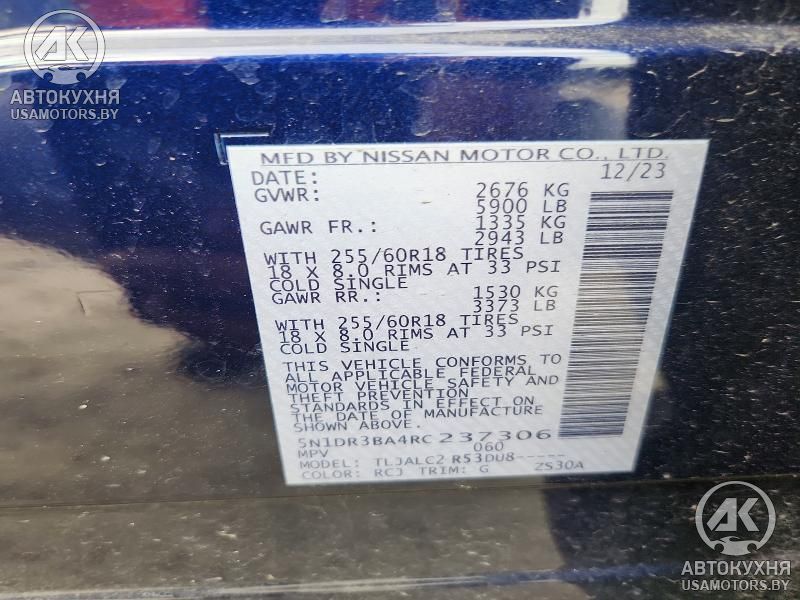 АК
АВТОКУХНЯ
USAMOTORS.BY
MFD BY NISSAN MOTOR CO., LTD.
DATE: 12/23
GVWR: 2676 KG
5900 LB
GAWR FR.: 1335 KG
2943 LB
WITH 255/60R18 TIRES
18 X 8.0 RIMS AT 33 PSI
COLD SINGLE
GAWR RR.: 1530 KG
3373 LB
WITH 255/60R18 TIRES
18 X 8.0 RIMS AT 33 PSI
COLD SINGLE
THIS VEHICLE CONFORMS TO
ALL APPLICABLE FEDERAL
MOTOR VEHICLE SAFETY AND
THEFT PREVENTION
STANDARDS IN EFFECT ON
THE DATE OF MANUFACTURE
SHOWN ABOVE.
5N1DR3BA4RC237306
MPV 060
MODEL: TLJALC2 R53DU8-----
COLOR: RCJ TRIM: G ZS30A
АК
АВТОКУХНЯ
USAMOTORS.BY